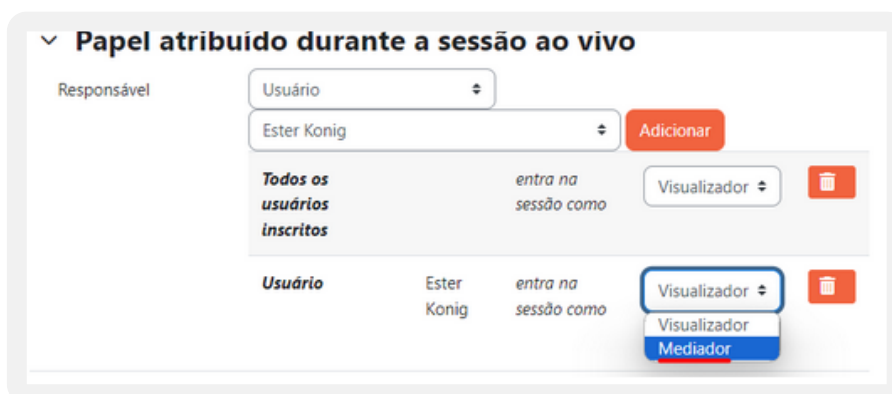 Papel atribuído durante a sessão ao vivo
Responsável
Usuário
Ester Konig
Adicionar
Todos os
usuários
inscritos
entra na
sessão como
Visualizador
Usuário
Ester
Konig
entra na
sessão como
Visualizador
Visualizador
Mediador